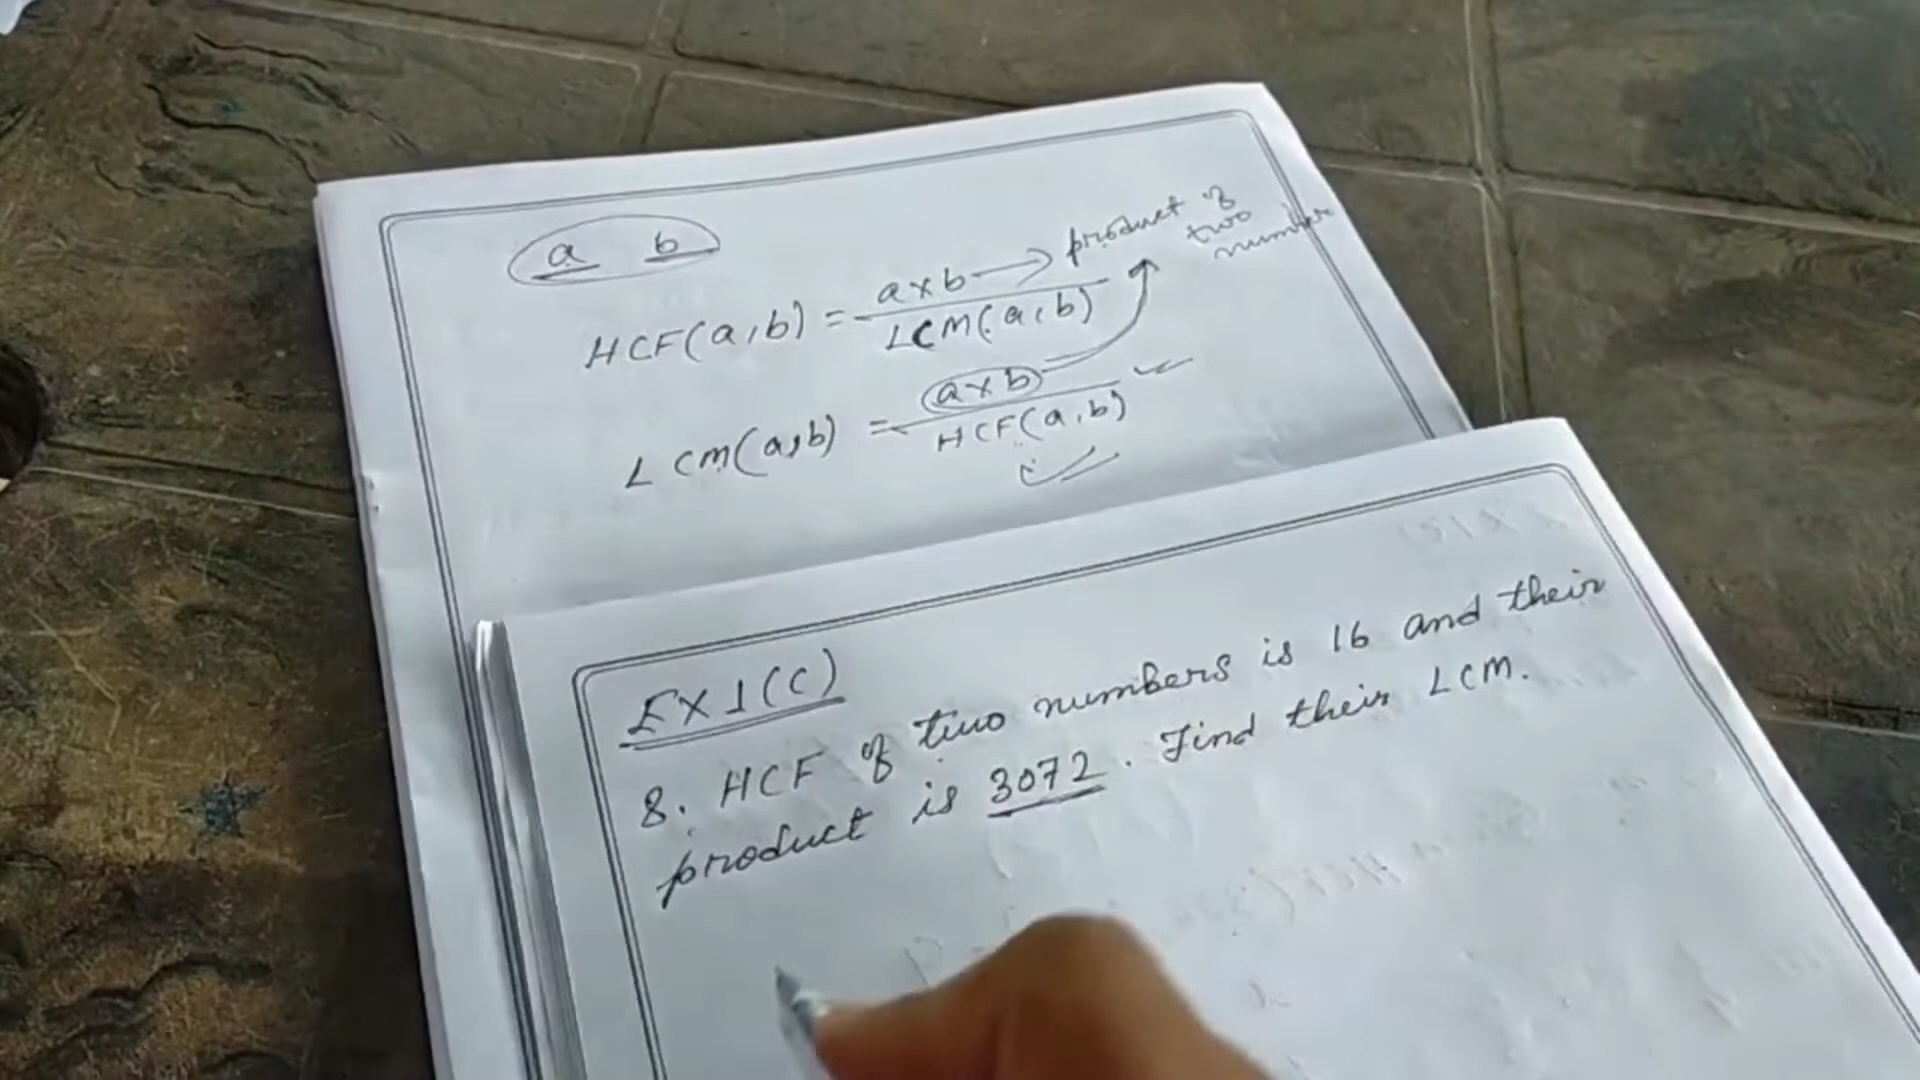 a b
HCF(a,b) = a×b/LCM(a,b) → product of two number
LCM(a,b) = a×b/HCF(a,b)
EX 1(C)
8. HCF of two numbers is 16 and their
product is 3072. Find their LCM.